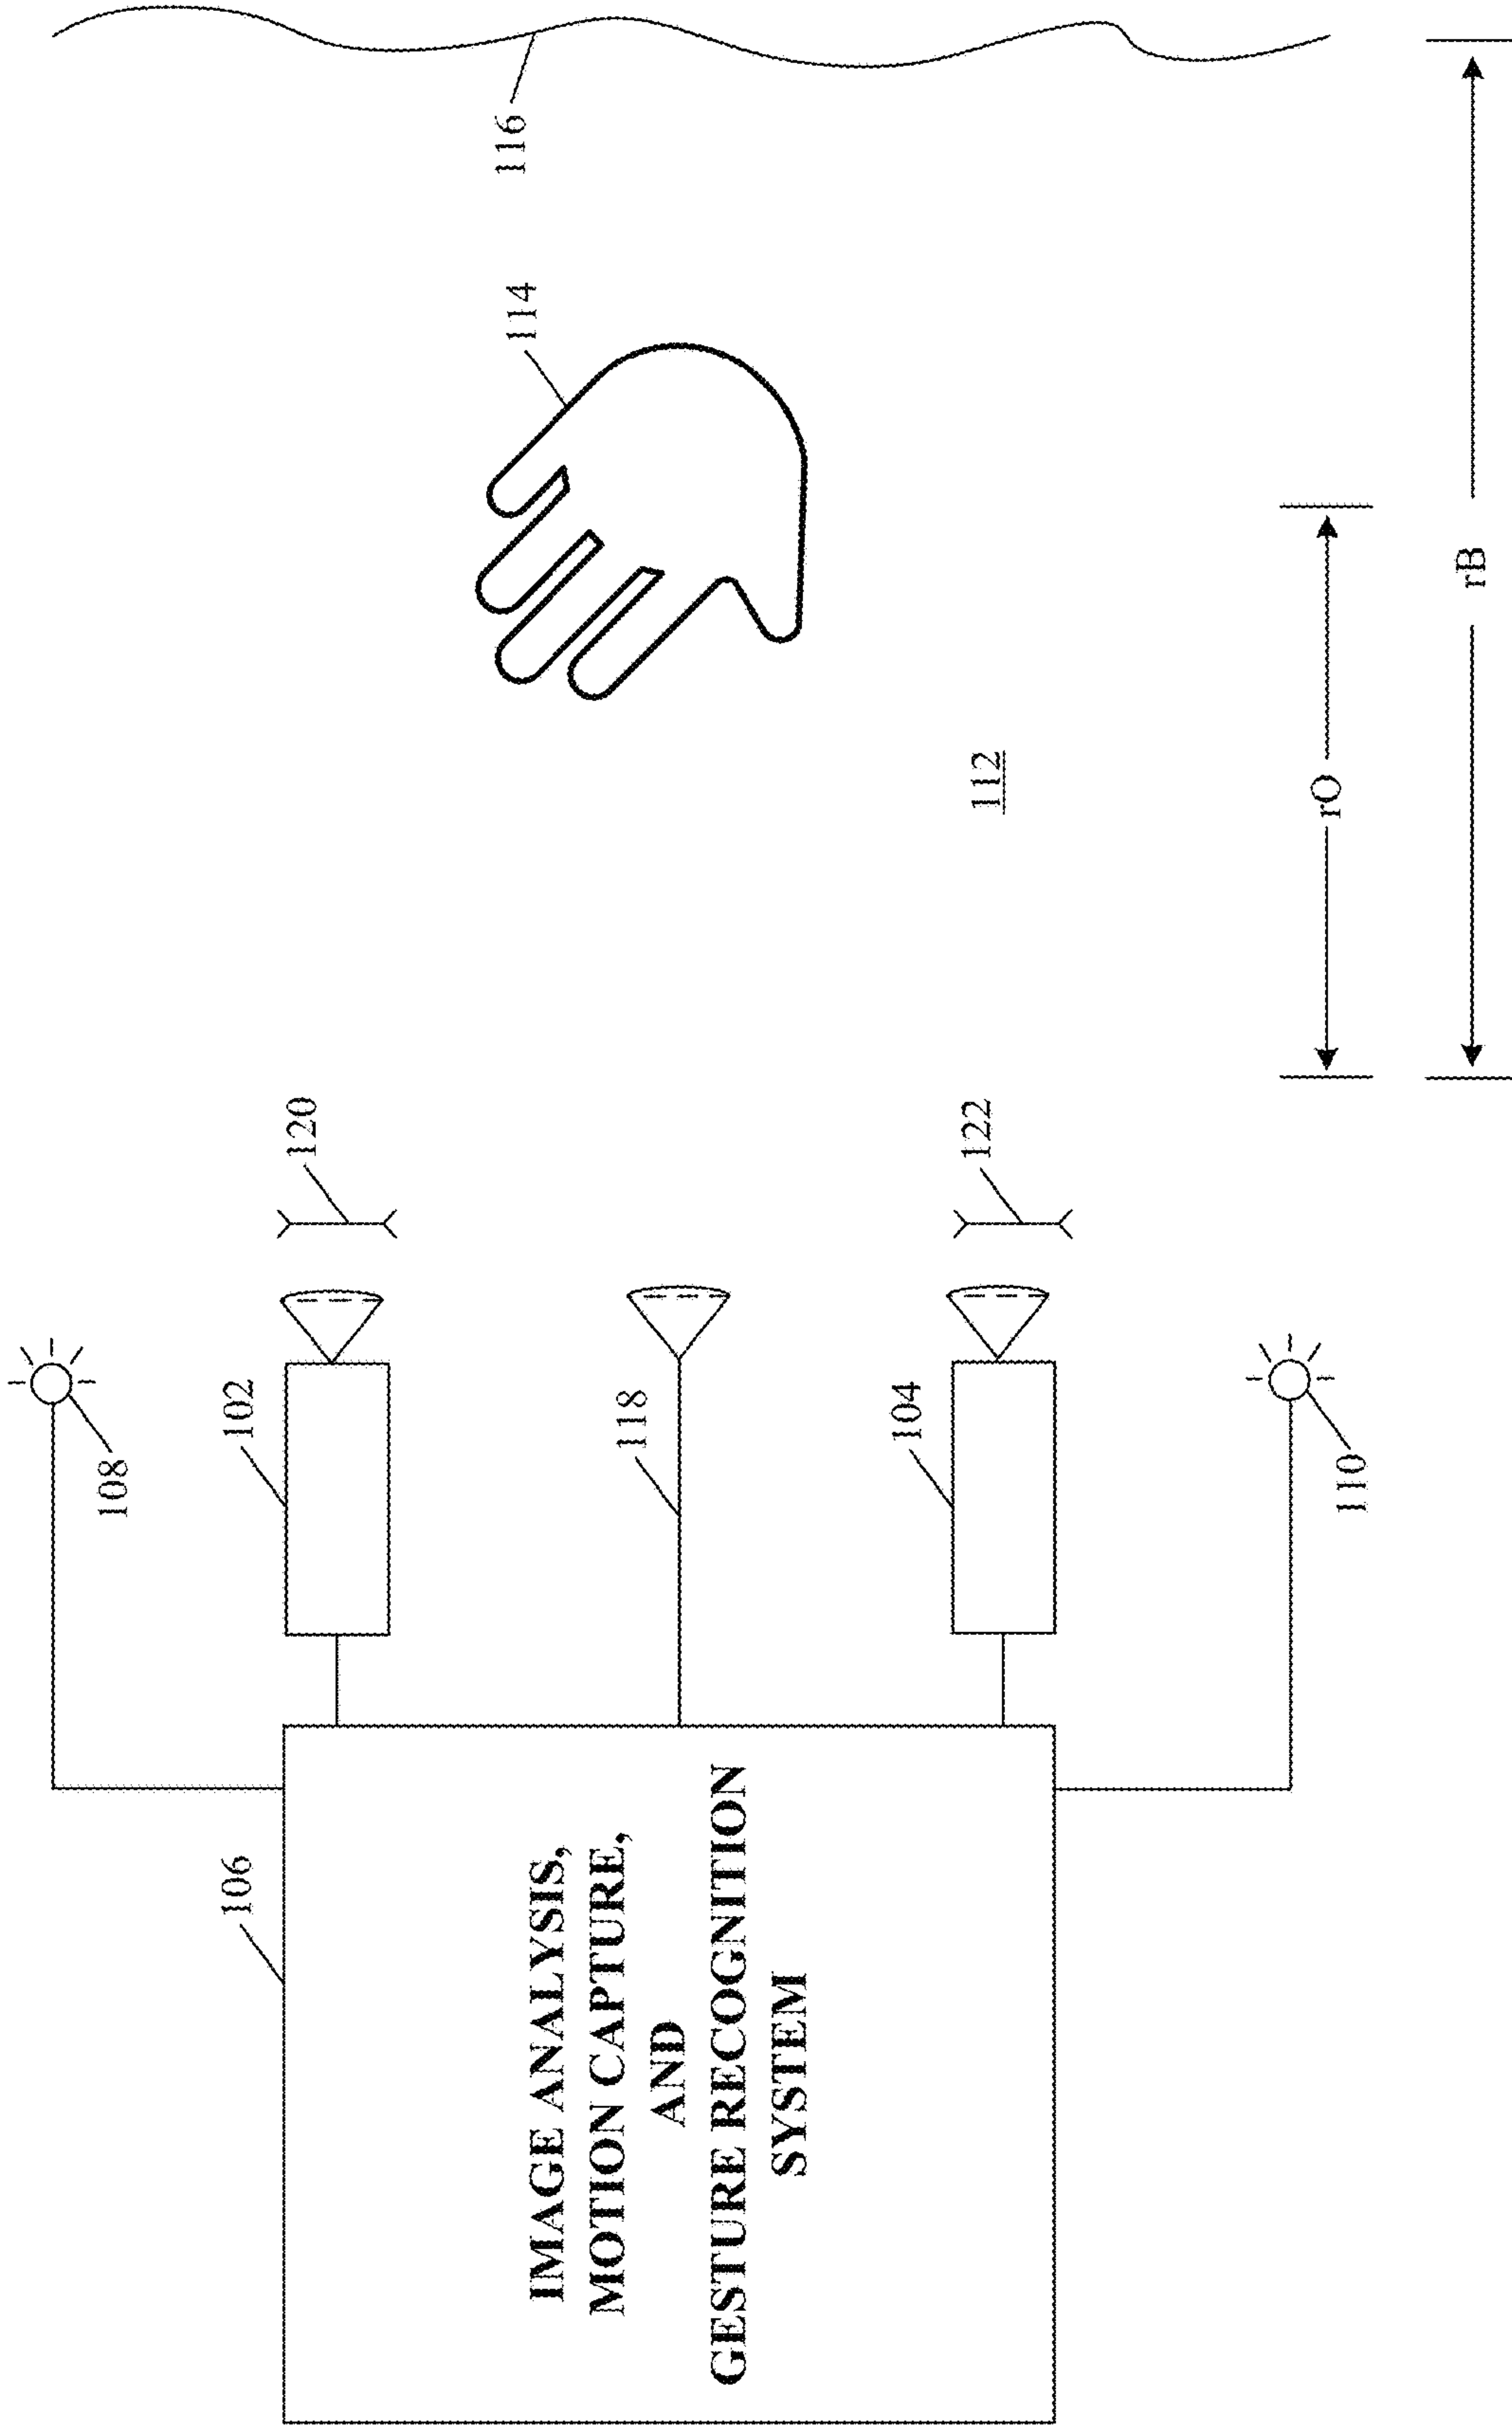 106
IMAGE ANALYSIS,
MOTION CAPTURE,
AND
GESTURE RECOGNITION
SYSTEM
108
102
118
104
110
120
122
112
114
116
rO
rB